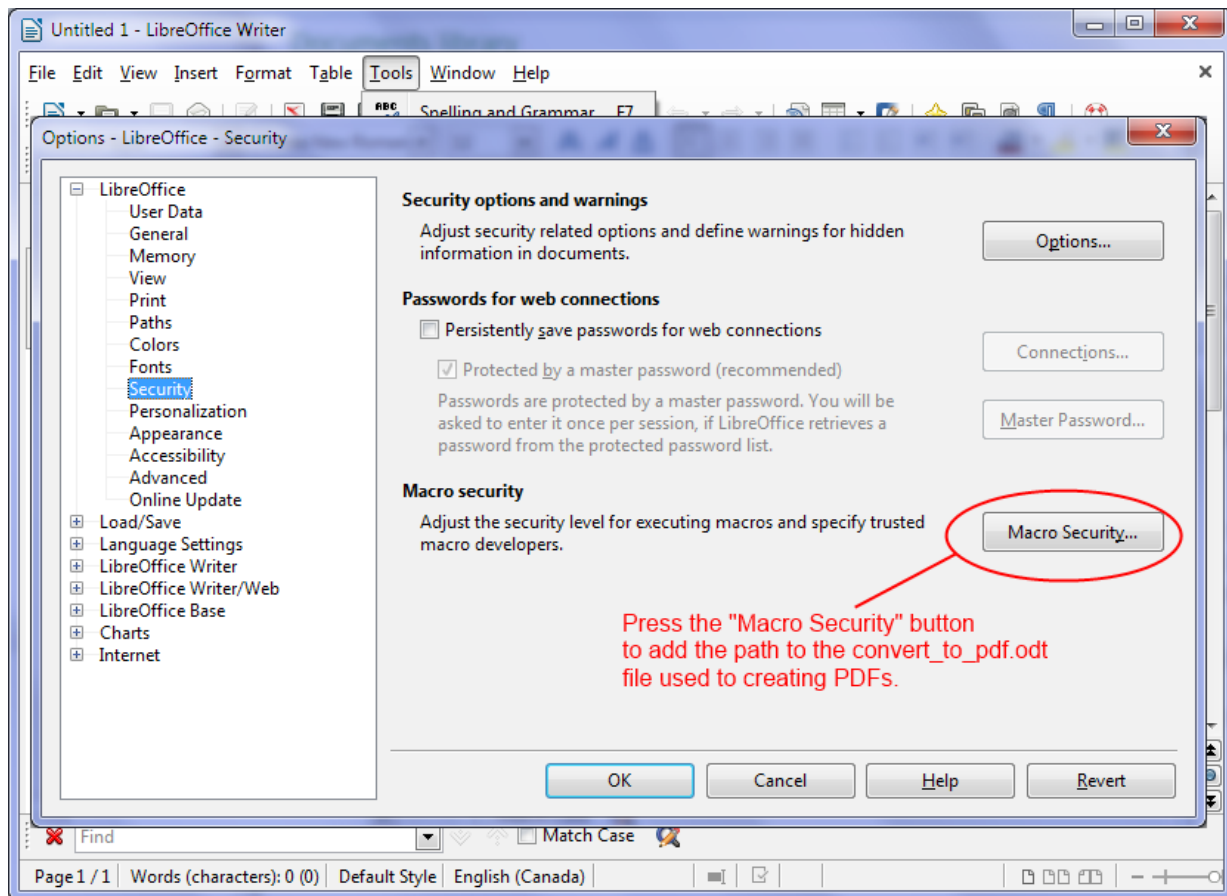 Untitled 1 - LibreOffice Writer
File Edit View Insert Format Table Tools Window Help
ABC Spelling and Grammar... F7
Options - LibreOffice - Security
LibreOffice
User Data
General
Memory
View
Print
Paths
Colors
Fonts
Security
Personalization
Appearance
Accessibility
Advanced
Online Update
Load/Save
Language Settings
LibreOffice Writer
LibreOffice Writer/Web
LibreOffice Base
Charts
Internet
Security options and warnings
Adjust security related options and define warnings for hidden
information in documents.
Options...
Passwords for web connections
Persistently save passwords for web connections
Connections...
Protected by a master password (recommended)
Passwords are protected by a master password. You will be
asked to enter it once per session, if LibreOffice retrieves a
password from the protected password list.
Master Password...
Macro security
Adjust the security level for executing macros and specify trusted
macro developers.
Macro Security...
Press the "Macro Security" button
to add the path to the convert_to_pdf.odt
file used to creating PDFs.
OK Cancel Help Revert
Find Match Case
Page 1 / 1 Words (characters): 0 (0) Default Style English (Canada)